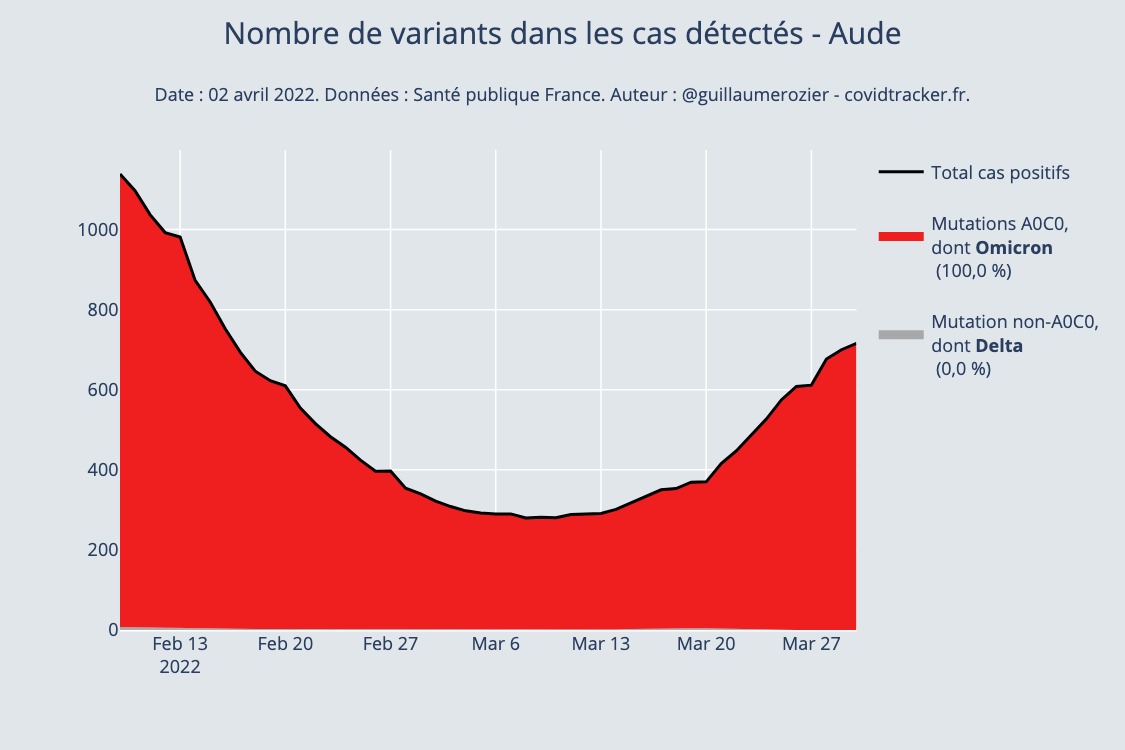 Nombre de variants dans les cas détectés - Aude
Date : 02 avril 2022. Données : Santé publique France. Auteur : @guillaumerozier - covidtracker.fr.
Total cas positifs
Mutations A0C0,
dont Omicron
(100,0 %)
Mutation non-A0C0,
dont Delta
(0,0 %)
1000
800
600
400
200
0
Feb 13 Feb 20 Feb 27 Mar 6 Mar 13 Mar 20 Mar 27
2022